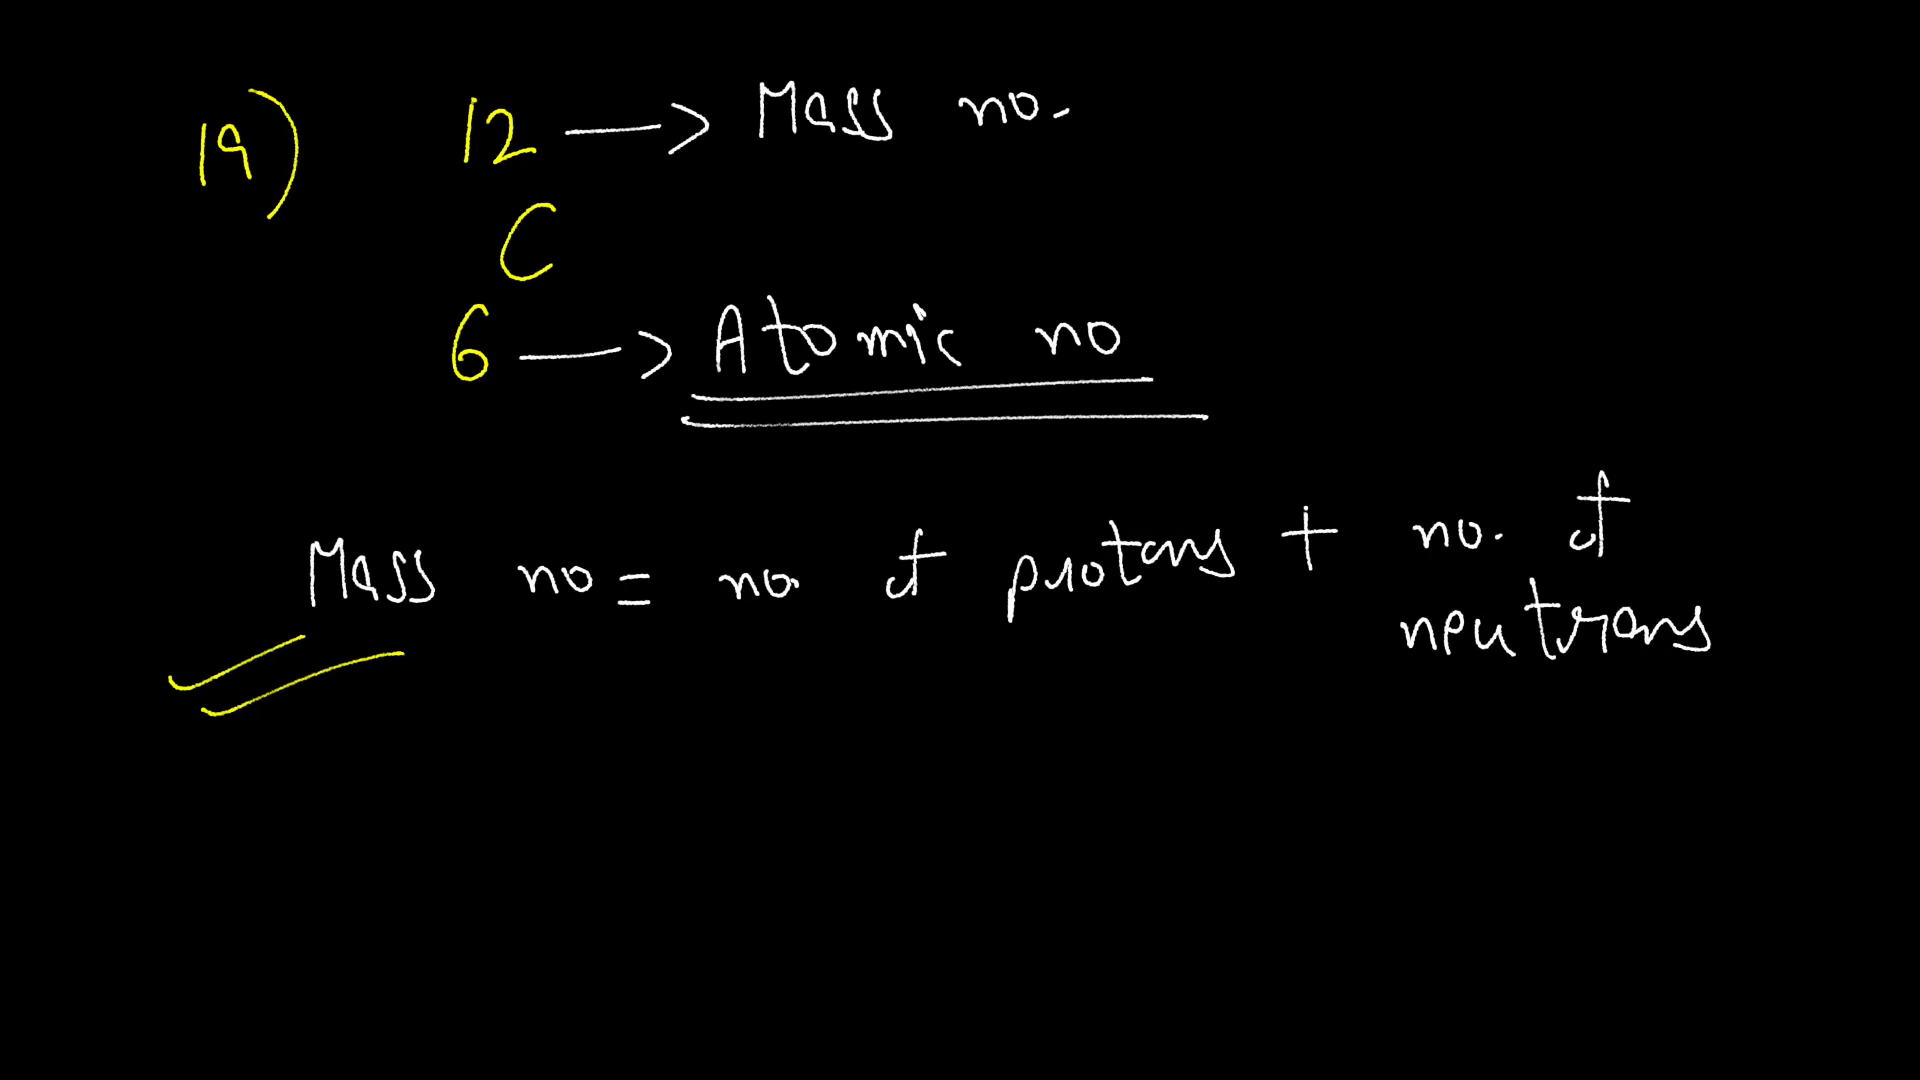 19) 12 —> Mass no.
C
6 —> Atomic no
Mass no = no. of protons + no. of
neutrons